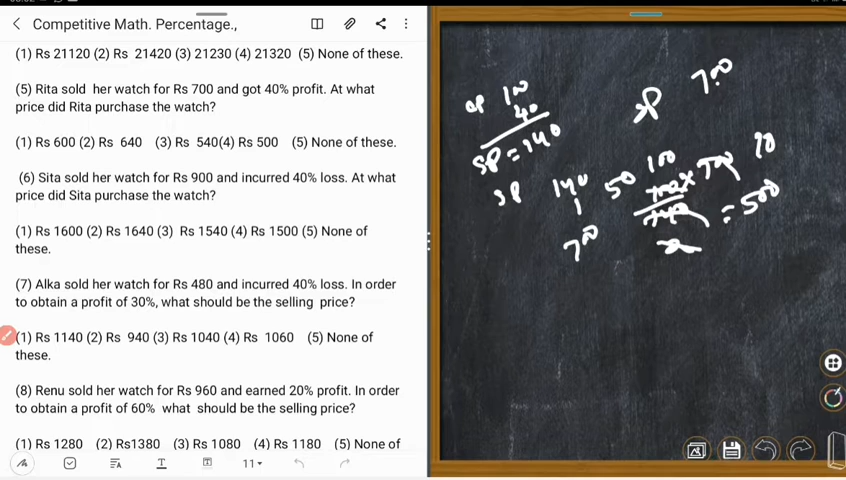 Competitive Math. Percentage.,
(1) Rs 21120 (2) Rs 21420 (3) 21230 (4) 21320 (5) None of these.
(5) Rita sold her watch for Rs 700 and got 40% profit. At what
price did Rita purchase the watch?
(1) Rs 600 (2) Rs 640 (3) Rs 540(4) Rs 500 (5) None of these.
(6) Sita sold her watch for Rs 900 and incurred 40% loss. At what
price did Sita purchase the watch?
(1) Rs 1600 (2) Rs 1640 (3) Rs 1540 (4) Rs 1500 (5) None of
these.
(7) Alka sold her watch for Rs 480 and incurred 40% loss. In order
to obtain a profit of 30%, what should be the selling price?
(1) Rs 1140 (2) Rs 940 (3) Rs 1040 (4) Rs 1060 (5) None of
these.
(8) Renu sold her watch for Rs 960 and earned 20% profit. In order
to obtain a profit of 60% what should be the selling price?
(1) Rs 1280 (2) Rs1380 (3) Rs 1080 (4) Rs 1180 (5) None of
11
100
40
SP = 140
SP 700
SP 140
700
50 100
10
= 500